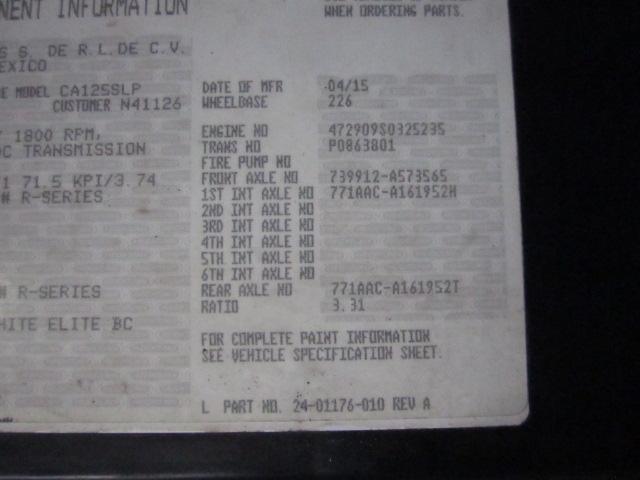 NENT INFORMATION
WHEN ORDERING PARTS.
S S. DE R.L. DE C.V.
EXICO
E MODEL CA125SLP
CUSTOMER N41126
1800 RPM,
OC TRANSMISSION
1 71.5 KPI/3.74
# R-SERIES
# R-SERIES
HITE ELITE BC
DATE OF MFR 04/15
WHEELBASE 226
ENGINE NO 472909S0325235
TRANS NO P0863801
FIRE PUMP NO
FRONT AXLE NO 739912-A573565
1ST INT AXLE NO 771AAC-A161952H
2ND INT AXLE NO
3RD INT AXLE NO
4TH INT AXLE NO
5TH INT AXLE NO
6TH INT AXLE NO
REAR AXLE NO 771AAC-A161952T
RATIO 3.31
FOR COMPLETE PAINT INFORMATION
SEE VEHICLE SPECIFICATION SHEET.
L PART NO. 24-01176-010 REV A